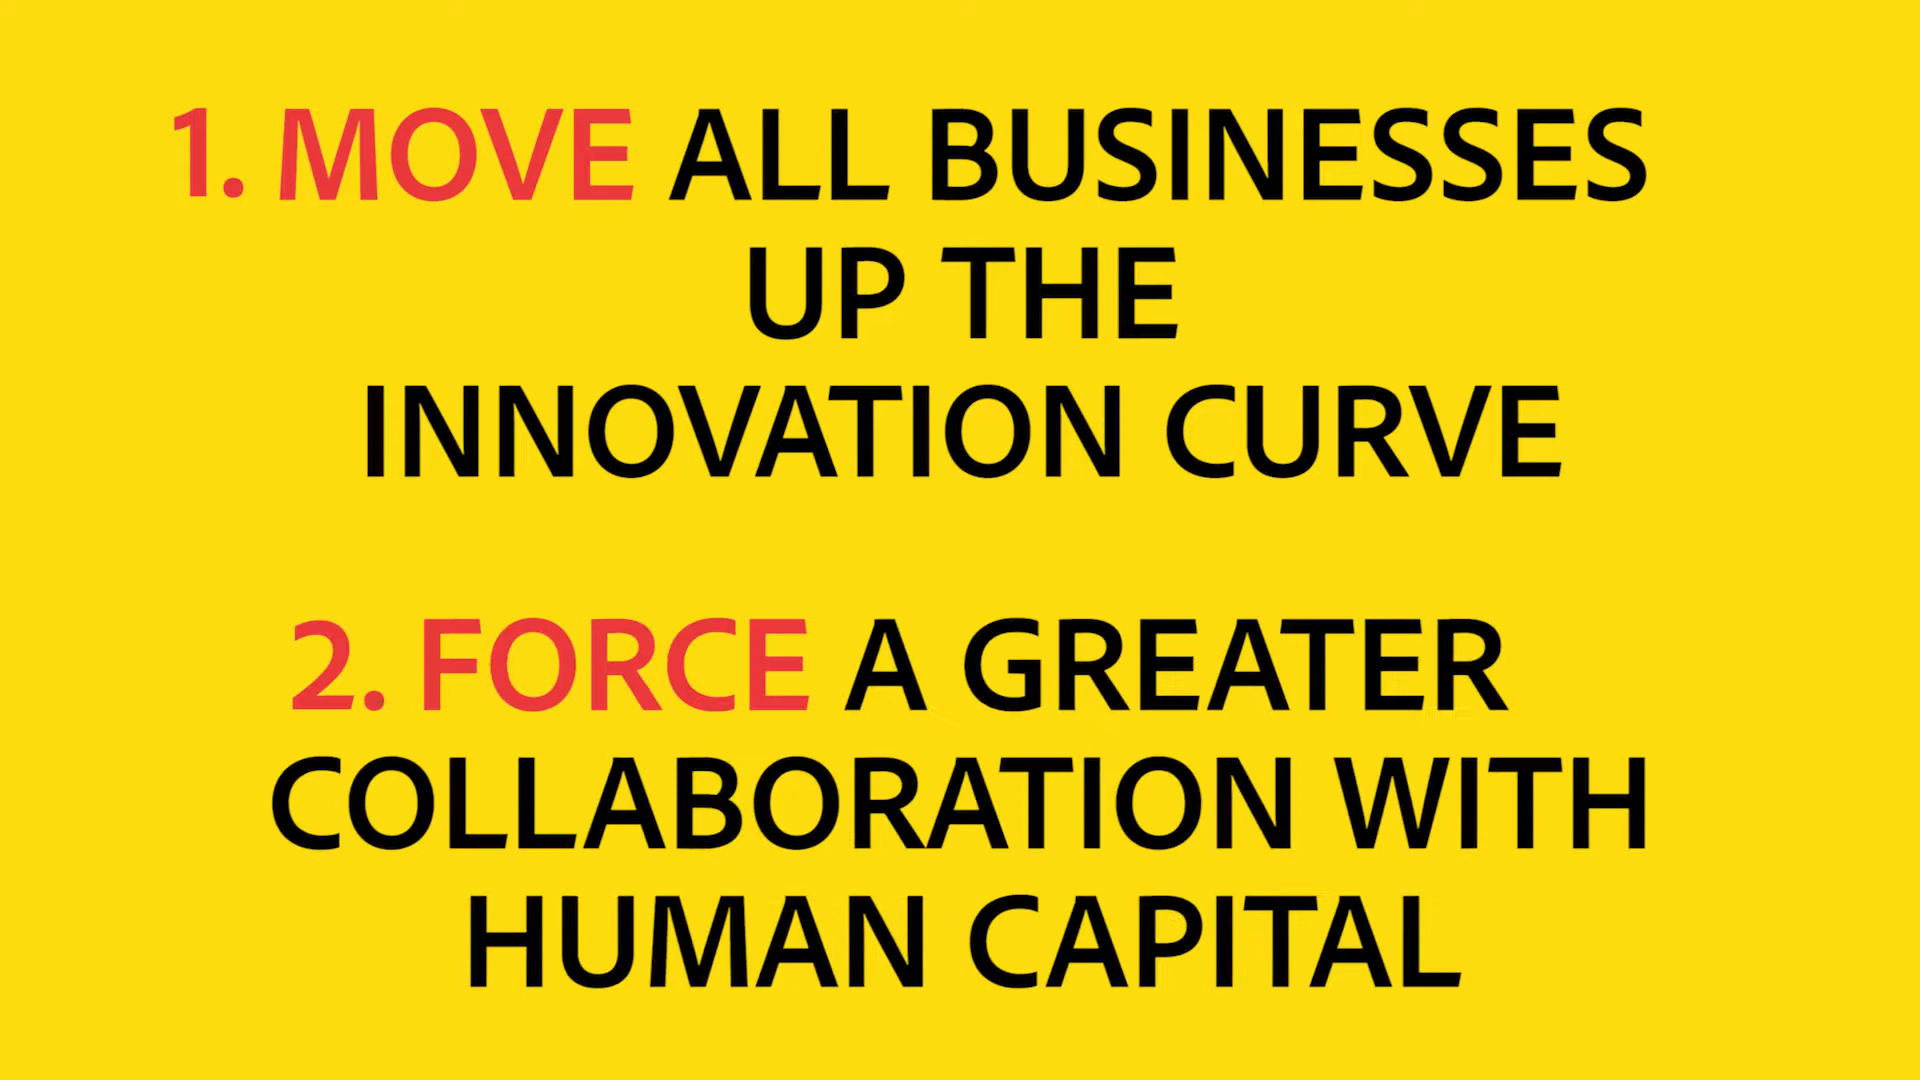 1. MOVE ALL BUSINESSES
UP THE
INNOVATION CURVE
2. FORCE A GREATER
COLLABORATION WITH
HUMAN CAPITAL